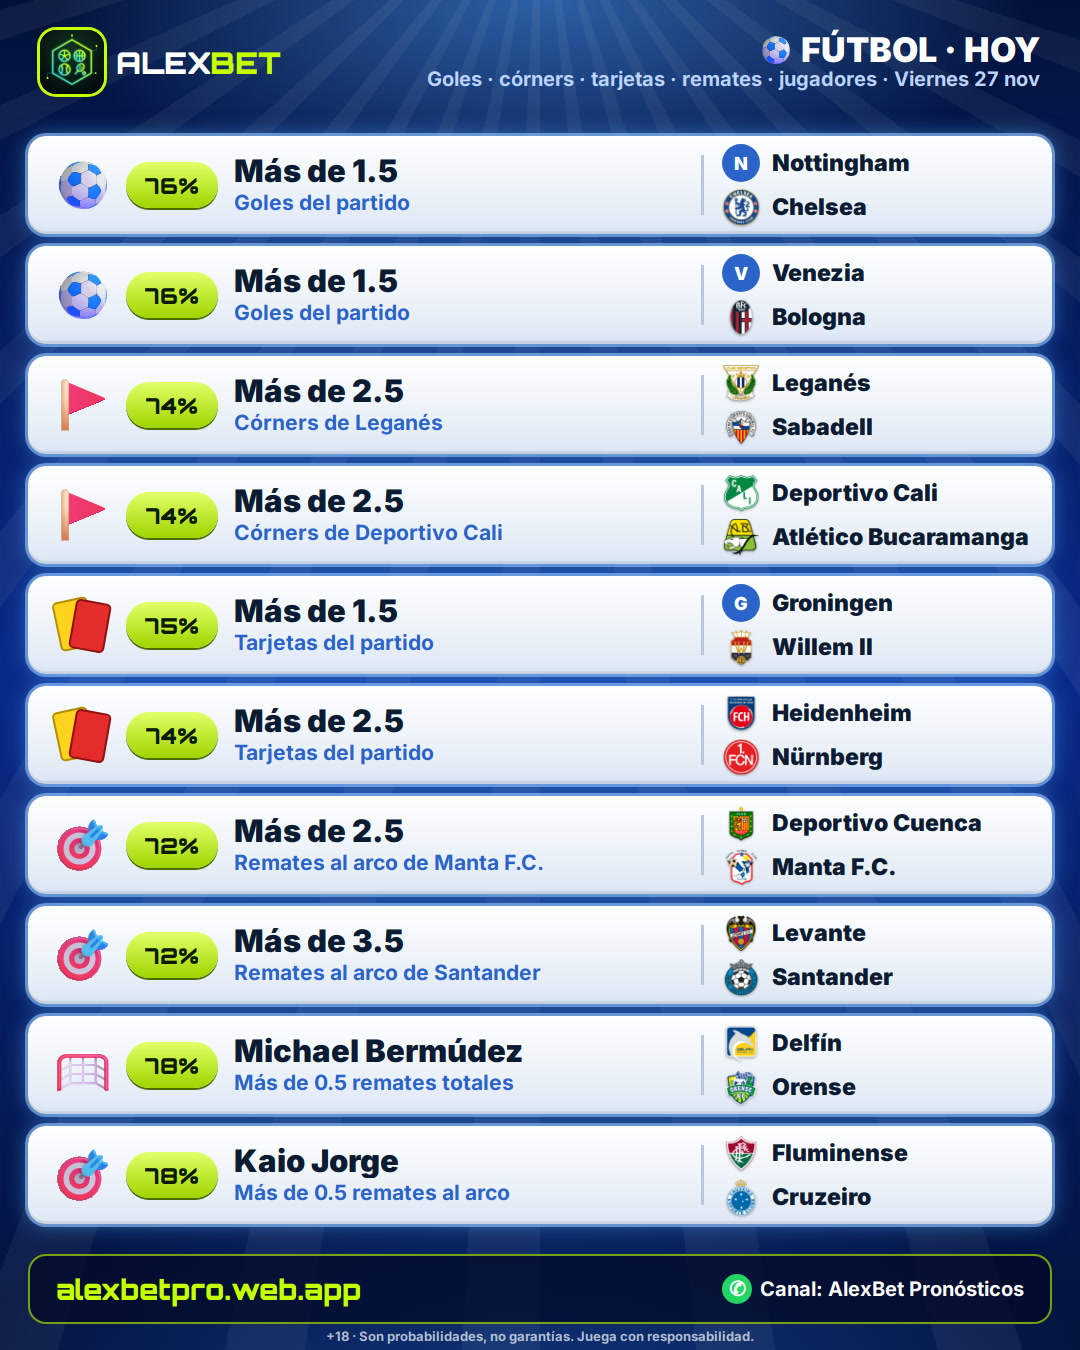 ALEXBET
⚽ FÚTBOL · HOY
Goles · córners · tarjetas · remates · jugadores · Viernes 27 nov
76%
Más de 1.5
Goles del partido
N
Nottingham
Chelsea
76%
Más de 1.5
Goles del partido
V
Venezia
Bologna
74%
Más de 2.5
Córners de Leganés
Leganés
Sabadell
74%
Más de 2.5
Córners de Deportivo Cali
Deportivo Cali
Atlético Bucaramanga
75%
Más de 1.5
Tarjetas del partido
G
Groningen
Willem II
74%
Más de 2.5
Tarjetas del partido
Heidenheim
Nürnberg
72%
Más de 2.5
Remates al arco de Manta F.C.
Deportivo Cuenca
Manta F.C.
72%
Más de 3.5
Remates al arco de Santander
Levante
Santander
78%
Michael Bermúdez
Más de 0.5 remates totales
Delfín
Orense
78%
Kaio Jorge
Más de 0.5 remates al arco
Fluminense
Cruzeiro
alexbetpro.web.app
Canal: AlexBet Pronósticos
+18 · Son probabilidades, no garantías. Juega con responsabilidad.